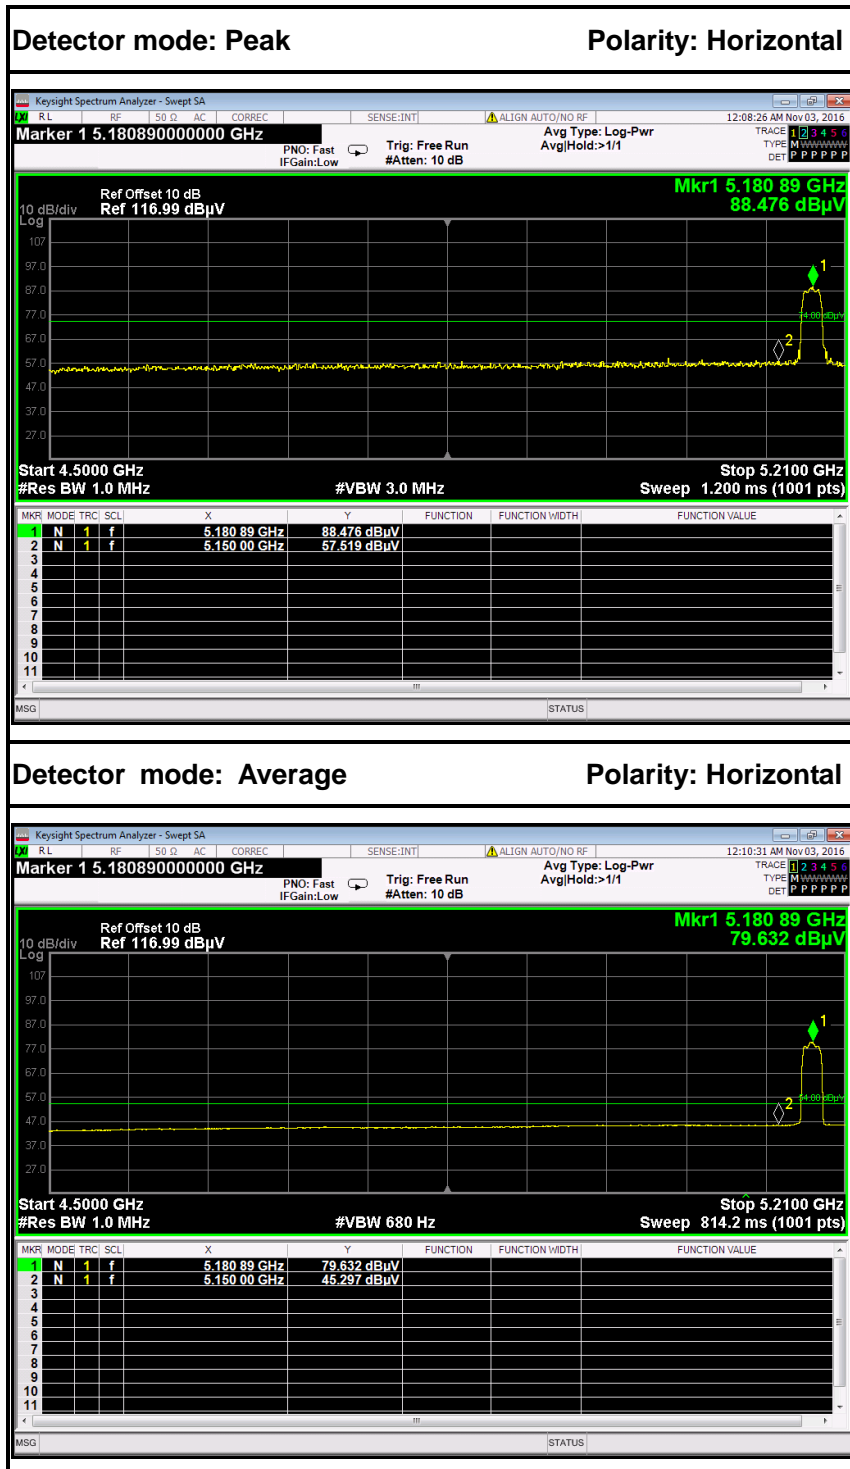 Detector mode: Peak Polarity: Horizontal
Keysight Spectrum Analyzer - Swept SA
LXI RL RF 50 Ω AC CORREC SENSE:INT ALIGN AUTO/NO RF 12:08:26 AM Nov 03, 2016
Marker 1 5.180890000000 GHz Avg Type: Log-Pwr TRACE 1 2 3 4 5 6
PNO: Fast Trig: Free Run Avg|Hold:>1/1 TYPE M WWWWW
IFGain:Low #Atten: 10 dB DET P P P P P P
Mkr1 5.180 89 GHz
88.476 dBµV
Ref Offset 10 dB
10 dB/div Ref 116.99 dBµV
Log
107
97.0
1
87.0
77.0
74.00 dBµV
67.0
2
57.0
47.0
37.0
27.0
Start 4.5000 GHz Stop 5.2100 GHz
#Res BW 1.0 MHz #VBW 3.0 MHz Sweep 1.200 ms (1001 pts)
MKR MODE TRC SCL X Y FUNCTION FUNCTION WIDTH FUNCTION VALUE
1 N 1 f 5.180 89 GHz 88.476 dBµV
2 N 1 f 5.150 00 GHz 57.519 dBµV
3
4
5
6
7
8
9
10
11
MSG STATUS
Detector mode: Average Polarity: Horizontal
Keysight Spectrum Analyzer - Swept SA
LXI RL RF 50 Ω AC CORREC SENSE:INT ALIGN AUTO/NO RF 12:10:31 AM Nov 03, 2016
Marker 1 5.180890000000 GHz Avg Type: Log-Pwr TRACE 1 2 3 4 5 6
PNO: Fast Trig: Free Run Avg|Hold:>1/1 TYPE M WWWWW
IFGain:Low #Atten: 10 dB DET P P P P P P
Mkr1 5.180 89 GHz
79.632 dBµV
Ref Offset 10 dB
10 dB/div Ref 116.99 dBµV
Log
107
97.0
87.0
1
77.0
67.0
57.0
54.00 dBµV
2
47.0
37.0
27.0
Start 4.5000 GHz Stop 5.2100 GHz
#Res BW 1.0 MHz #VBW 680 Hz Sweep 814.2 ms (1001 pts)
MKR MODE TRC SCL X Y FUNCTION FUNCTION WIDTH FUNCTION VALUE
1 N 1 f 5.180 89 GHz 79.632 dBµV
2 N 1 f 5.150 00 GHz 45.297 dBµV
3
4
5
6
7
8
9
10
11
MSG STATUS